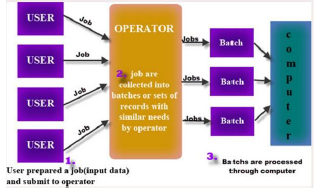 USER
Job
USER
Job
USER
Job
USER
Job
OPERATOR
2. job are
collected into
batches or sets of
records with
similar needs
by operator
Jobs
Batch
Jobs
Batch
Jobs
Batch
computer
1.
User prepared a job(input data)
and submit to operator
3. Batches are processed
through computer